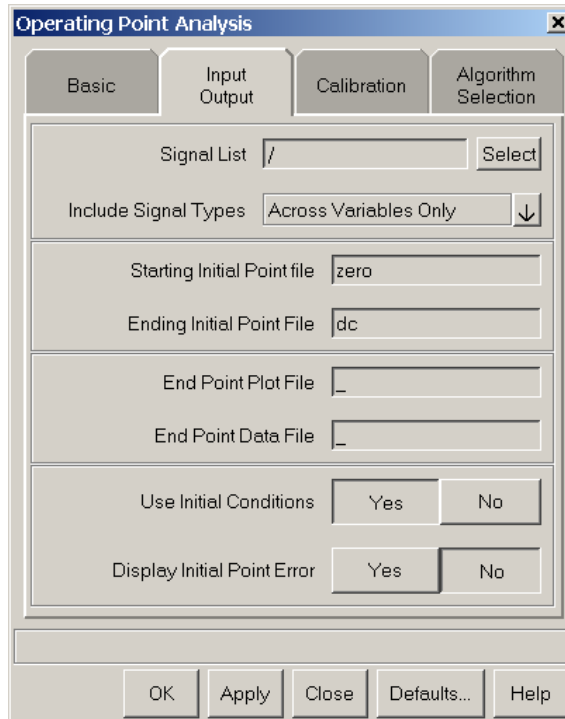 Operating Point Analysis
Basic
Input
Output
Calibration
Algorithm
Selection
Signal List / Select
Include Signal Types Across Variables Only
Starting Initial Point file zero
Ending Initial Point File dc
End Point Plot File _
End Point Data File _
Use Initial Conditions Yes No
Display Initial Point Error Yes No
OK Apply Close Defaults... Help